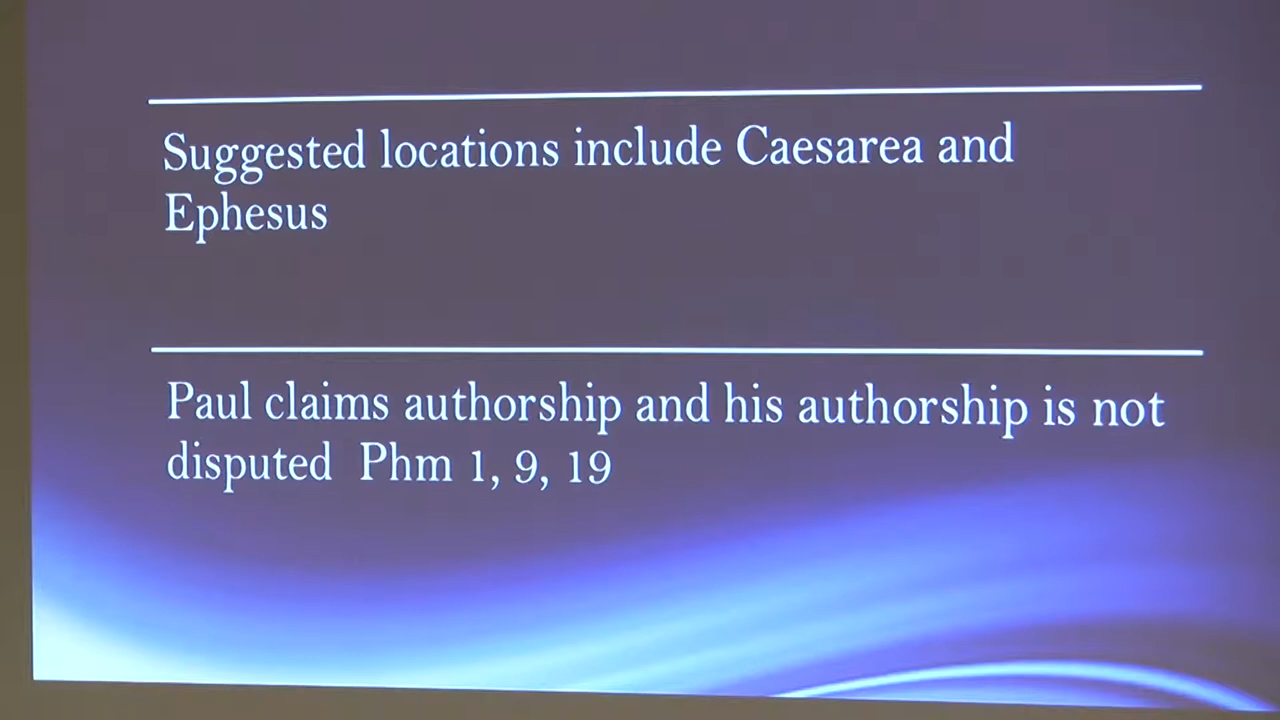 Suggested locations include Caesarea and
Ephesus
Paul claims authorship and his authorship is not
disputed Phm 1, 9, 19